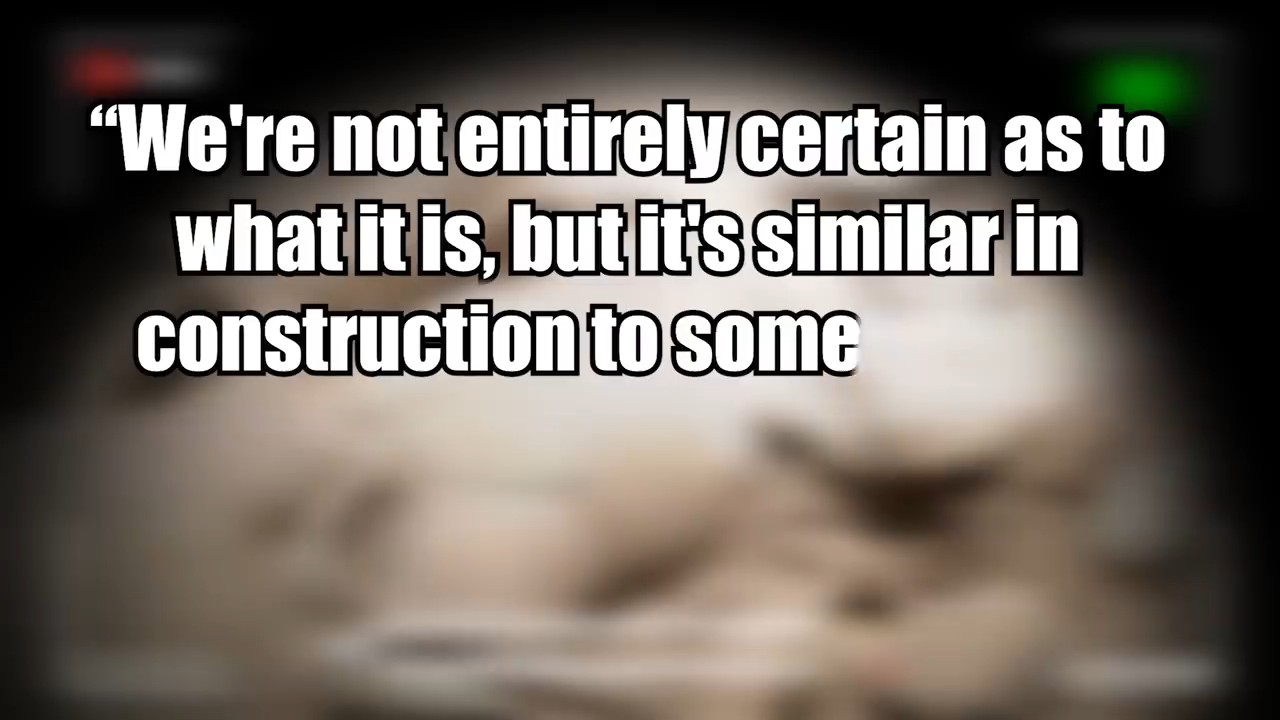 “We're not entirely certain as to
what it is, but it's similar in
construction to some